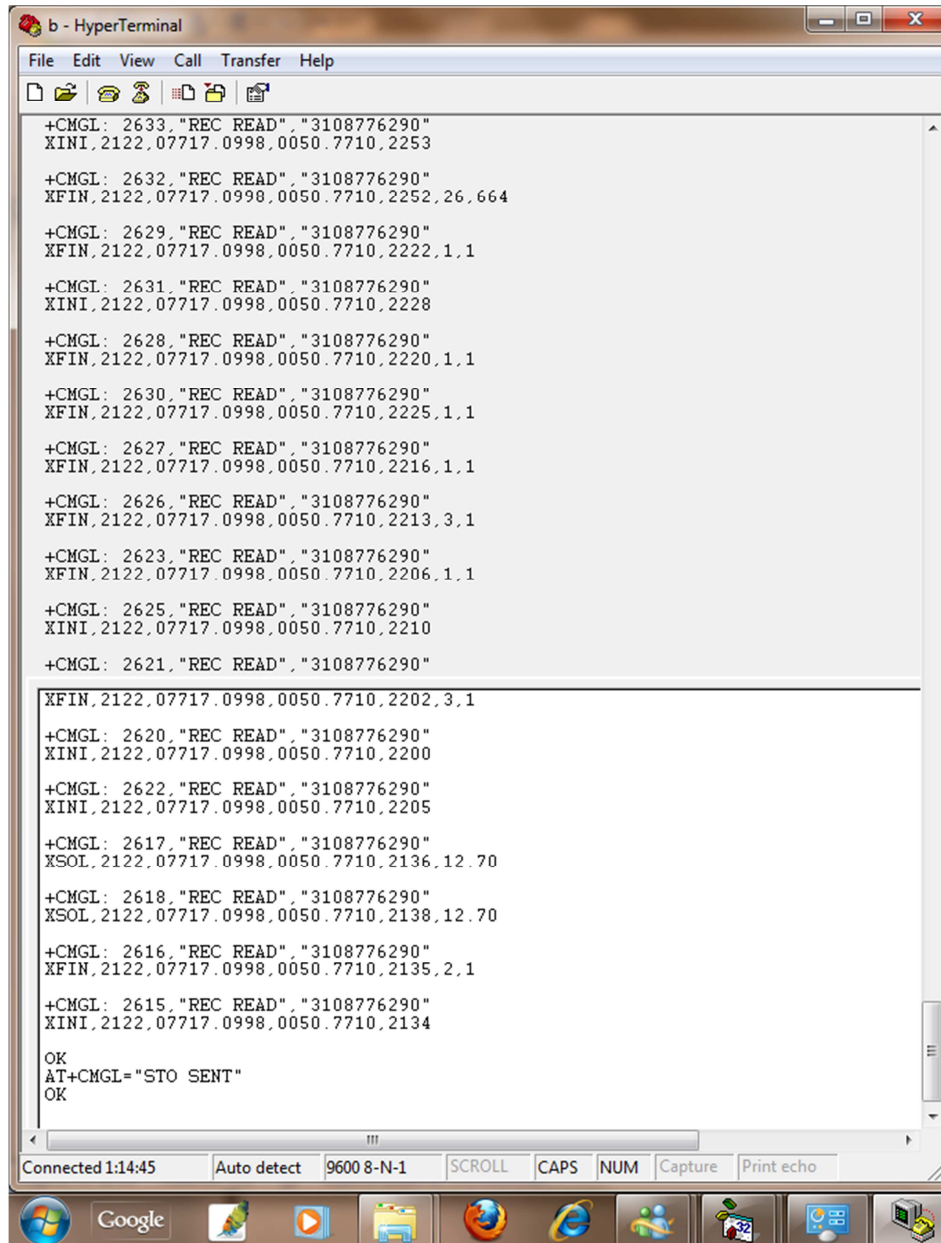 b - HyperTerminal
File Edit View Call Transfer Help
+CMGL: 2633,"REC READ","3108776290"
XINI,2122,07717.0998,0050.7710,2253
+CMGL: 2632,"REC READ","3108776290"
XFIN,2122,07717.0998,0050.7710,2252,26,664
+CMGL: 2629,"REC READ","3108776290"
XFIN,2122,07717.0998,0050.7710,2222,1,1
+CMGL: 2631,"REC READ","3108776290"
XINI,2122,07717.0998,0050.7710,2228
+CMGL: 2628,"REC READ","3108776290"
XFIN,2122,07717.0998,0050.7710,2220,1,1
+CMGL: 2630,"REC READ","3108776290"
XFIN,2122,07717.0998,0050.7710,2225,1,1
+CMGL: 2627,"REC READ","3108776290"
XFIN,2122,07717.0998,0050.7710,2216,1,1
+CMGL: 2626,"REC READ","3108776290"
XFIN,2122,07717.0998,0050.7710,2213,3,1
+CMGL: 2623,"REC READ","3108776290"
XFIN,2122,07717.0998,0050.7710,2206,1,1
+CMGL: 2625,"REC READ","3108776290"
XINI,2122,07717.0998,0050.7710,2210
+CMGL: 2621,"REC READ","3108776290"
XFIN,2122,07717.0998,0050.7710,2202,3,1
+CMGL: 2620,"REC READ","3108776290"
XINI,2122,07717.0998,0050.7710,2200
+CMGL: 2622,"REC READ","3108776290"
XINI,2122,07717.0998,0050.7710,2205
+CMGL: 2617,"REC READ","3108776290"
XSOL,2122,07717.0998,0050.7710,2136,12.70
+CMGL: 2618,"REC READ","3108776290"
XSOL,2122,07717.0998,0050.7710,2138,12.70
+CMGL: 2616,"REC READ","3108776290"
XFIN,2122,07717.0998,0050.7710,2135,2,1
+CMGL: 2615,"REC READ","3108776290"
XINI,2122,07717.0998,0050.7710,2134
OK
AT+CMGL="STO SENT"
OK
Connected 1:14:45 Auto detect 9600 8-N-1 SCROLL CAPS NUM Capture Print echo
Google 32